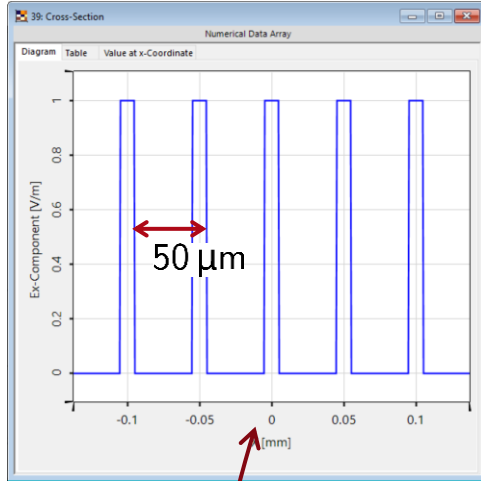 39: Cross-Section
Numerical Data Array
Diagram Table Value at x-Coordinate
Ex-Component [V/m]
1
0.8
0.6
0.4
0.2
0
50 μm
-0.1 -0.05 0 0.05 0.1
[mm]